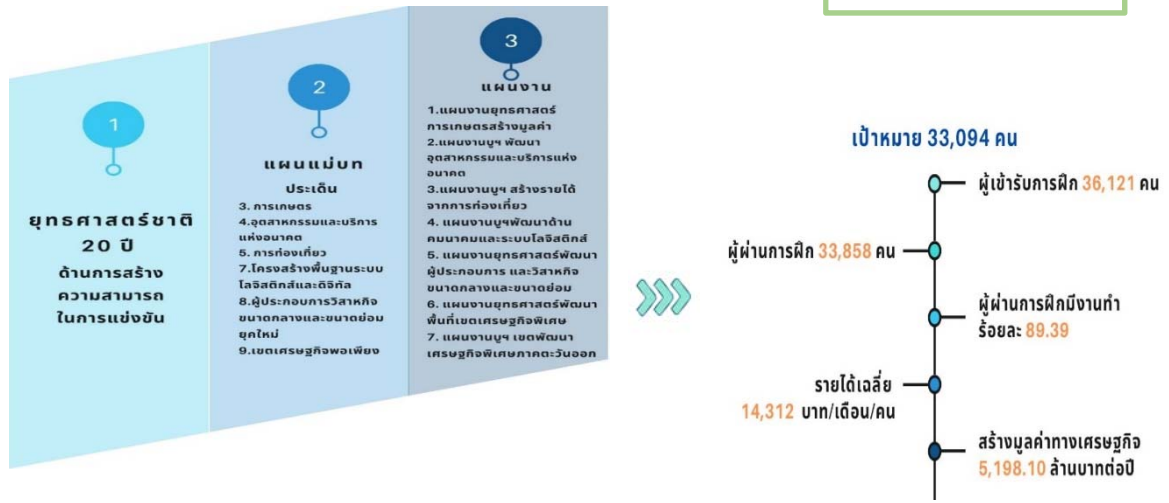 1
ยุทธศาสตร์ชาติ
20 ปี
ด้านการสร้าง
ความสามารถ
ในการแข่งขัน
2
แผนแม่บท
ประเด็น
3. การเกษตร
4.อุตสาหกรรมและบริการ
แห่งอนาคต
5. การท่องเที่ยว
7.โครงสร้างพื้นฐานระบบ
โลจิสติกส์และดิจิทัล
8.ผู้ประกอบการวิสาหกิจ
ขนาดกลางและขนาดย่อม
ยุคใหม่
9.เขตเศรษฐกิจพอเพียง
3
แผนงาน
1.แผนงานยุทธศาสตร์
การเกษตรสร้างมูลค่า
2.แผนงานบูฯ พัฒนา
อุตสาหกรรมและบริการแห่ง
อนาคต
3.แผนงานบูฯ สร้างรายได้
จากการท่องเที่ยว
4. แผนงานบูฯพัฒนาด้าน
คมนาคมและระบบโลจิสติกส์
5. แผนงานยุทธศาสตร์พัฒนา
ผู้ประกอบการ และวิสาหกิจ
ขนาดกลางและขนาดย่อม
6. แผนงานยุทธศาสตร์พัฒนา
พื้นที่เขตเศรษฐกิจพิเศษ
7. แผนงานบูฯ เขตพัฒนา
เศรษฐกิจพิเศษภาคตะวันออก
เป้าหมาย 33,094 คน
ผู้เข้ารับการฝึก 36,121 คน
ผู้ผ่านการฝึก 33,858 คน
ผู้ผ่านการฝึกมีงานทำ
ร้อยละ 89.39
รายได้เฉลี่ย
14,312 บาท/เดือน/คน
สร้างมูลค่าทางเศรษฐกิจ
5,198.10 ล้านบาทต่อปี